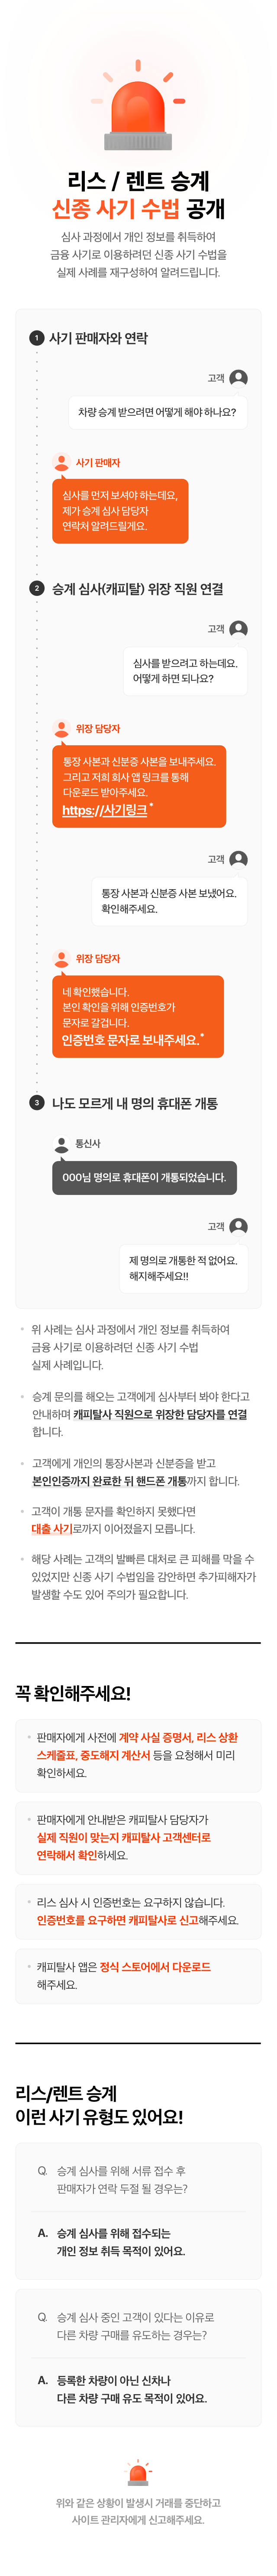 리스 / 렌트 승계
신종 사기 수법 공개
심사 과정에서 개인 정보를 취득하여
금융 사기로 이용하려던 신종 사기 수법을
실제 사례를 재구성하여 알려드립니다.
1 사기 판매자와 연락
고객
차량 승계 받으려면 어떻게 해야 하나요?
사기 판매자
심사를 먼저 보셔야 하는데요,
제가 승계 심사 담당자
연락처 알려드릴게요.
2 승계 심사(캐피탈) 위장 직원 연결
고객
심사를 받으려고 하는데요.
어떻게 하면 되나요?
위장 담당자
통장 사본과 신분증 사본을 보내주세요.
그리고 저희 회사 앱 링크를 통해
다운로드 받아주세요.
https://사기링크*
고객
통장 사본과 신분증 사본 보냈어요.
확인해주세요.
위장 담당자
네 확인했습니다.
본인 확인을 위해 인증번호가
문자로 갈겁니다.
인증번호 문자로 보내주세요.*
3 나도 모르게 내 명의 휴대폰 개통
통신사
000님 명의로 휴대폰이 개통되었습니다.
고객
제 명의로 개통한 적 없어요.
해지해주세요!!
위 사례는 심사 과정에서 개인 정보를 취득하여
금융 사기로 이용하려던 신종 사기 수법
실제 사례입니다.
승계 문의를 해오는 고객에게 심사부터 봐야 한다고
안내하며 캐피탈사 직원으로 위장한 담당자를 연결
합니다.
고객에게 개인의 통장사본과 신분증을 받고
본인인증까지 완료한 뒤 핸드폰 개통까지 합니다.
고객이 개통 문자를 확인하지 못했다면
대출 사기로까지 이어졌을지 모릅니다.
해당 사례는 고객의 발빠른 대처로 큰 피해를 막을 수
있었지만 신종 사기 수법임을 감안하면 추가피해자가
발생할 수도 있어 주의가 필요합니다.
꼭 확인해주세요!
판매자에게 사전에 계약 사실 증명서, 리스 상환
스케줄표, 중도해지 계산서 등을 요청해서 미리
확인하세요.
판매자에게 안내받은 캐피탈사 담당자가
실제 직원이 맞는지 캐피탈사 고객센터로
연락해서 확인하세요.
리스 심사 시 인증번호는 요구하지 않습니다.
인증번호를 요구하면 캐피탈사로 신고해주세요.
캐피탈사 앱은 정식 스토어에서 다운로드
해주세요.
리스/렌트 승계
이런 사기 유형도 있어요!
Q. 승계 심사를 위해 서류 접수 후
판매자가 연락 두절 될 경우는?
A. 승계 심사를 위해 접수되는
개인 정보 취득 목적이 있어요.
Q. 승계 심사 중인 고객이 있다는 이유로
다른 차량 구매를 유도하는 경우는?
A. 등록한 차량이 아닌 신차나
다른 차량 구매 유도 목적이 있어요.
위와 같은 상황이 발생시 거래를 중단하고
사이트 관리자에게 신고해주세요.